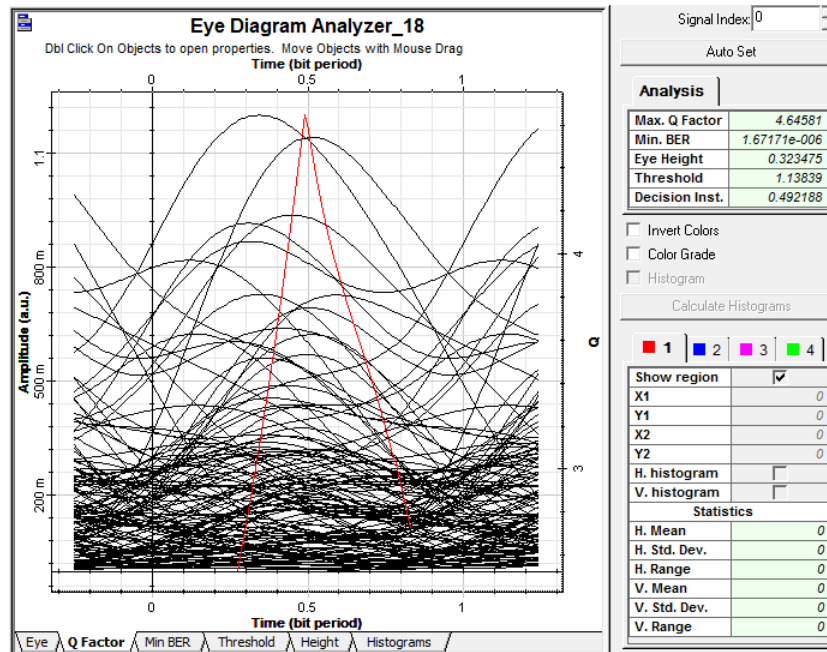 Eye Diagram Analyzer_18
Dbl Click On Objects to open properties. Move Objects with Mouse Drag
Time (bit period)
0 0.5 1
Amplitude (a.u.)
1.1
800 m
500 m
200 m
4
Q
3
0 0.5 1
Time (bit period)
Eye Q Factor Min BER Threshold Height Histograms
Signal Index: 0
Auto Set
Analysis
Max. Q Factor 4.64581
Min. BER 1.67171e-006
Eye Height 0.323475
Threshold 1.13839
Decision Inst. 0.492188
Invert Colors
Color Grade
Histogram
Calculate Histograms
1 2 3 4
Show region
X1 0
Y1 0
X2 0
Y2 0
H. histogram
V. histogram
Statistics
H. Mean 0
H. Std. Dev. 0
H. Range 0
V. Mean 0
V. Std. Dev. 0
V. Range 0